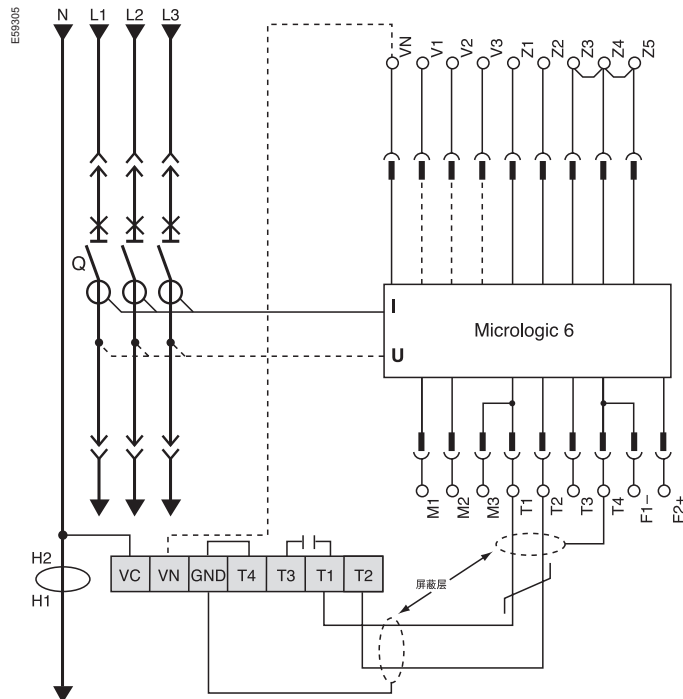 E59305
N L1 L2 L3
VN V1 V2 V3 Z1 Z2 Z3 Z4 Z5
Q
I
Micrologic 6
U
M1 M2 M3 T1 T2 T3 T4 F1− F2+
H2
H1
VC VN GND T4 T3 T1 T2
屏蔽层